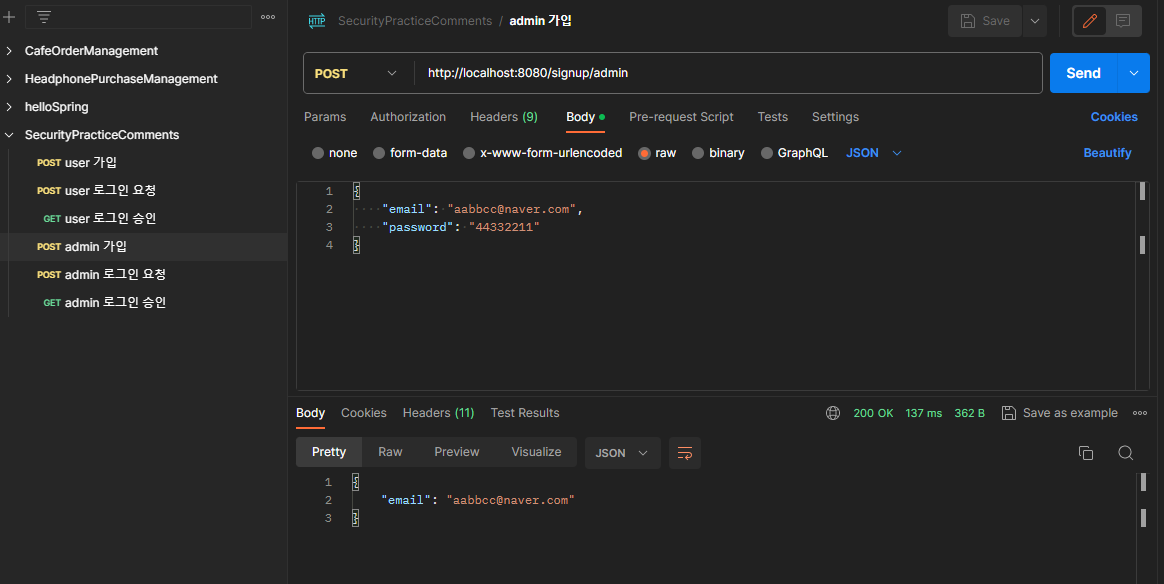 HTTP SecurityPracticeComments / admin 가입 Save
CafeOrderManagement
HeadphonePurchaseManagement
helloSpring
SecurityPracticeComments
POST user 가입
POST user 로그인 요청
GET user 로그인 승인
POST admin 가입
POST admin 로그인 요청
GET admin 로그인 승인
POST http://localhost:8080/signup/admin Send
Params Authorization Headers (9) Body Pre-request Script Tests Settings Cookies
none form-data x-www-form-urlencoded raw binary GraphQL JSON Beautify
1 {
2 "email": "aabbcc@naver.com",
3 "password": "44332211"
4 }
Body Cookies Headers (11) Test Results 200 OK 137 ms 362 B Save as example
Pretty Raw Preview Visualize JSON
1 {
2 "email": "aabbcc@naver.com"
3 }